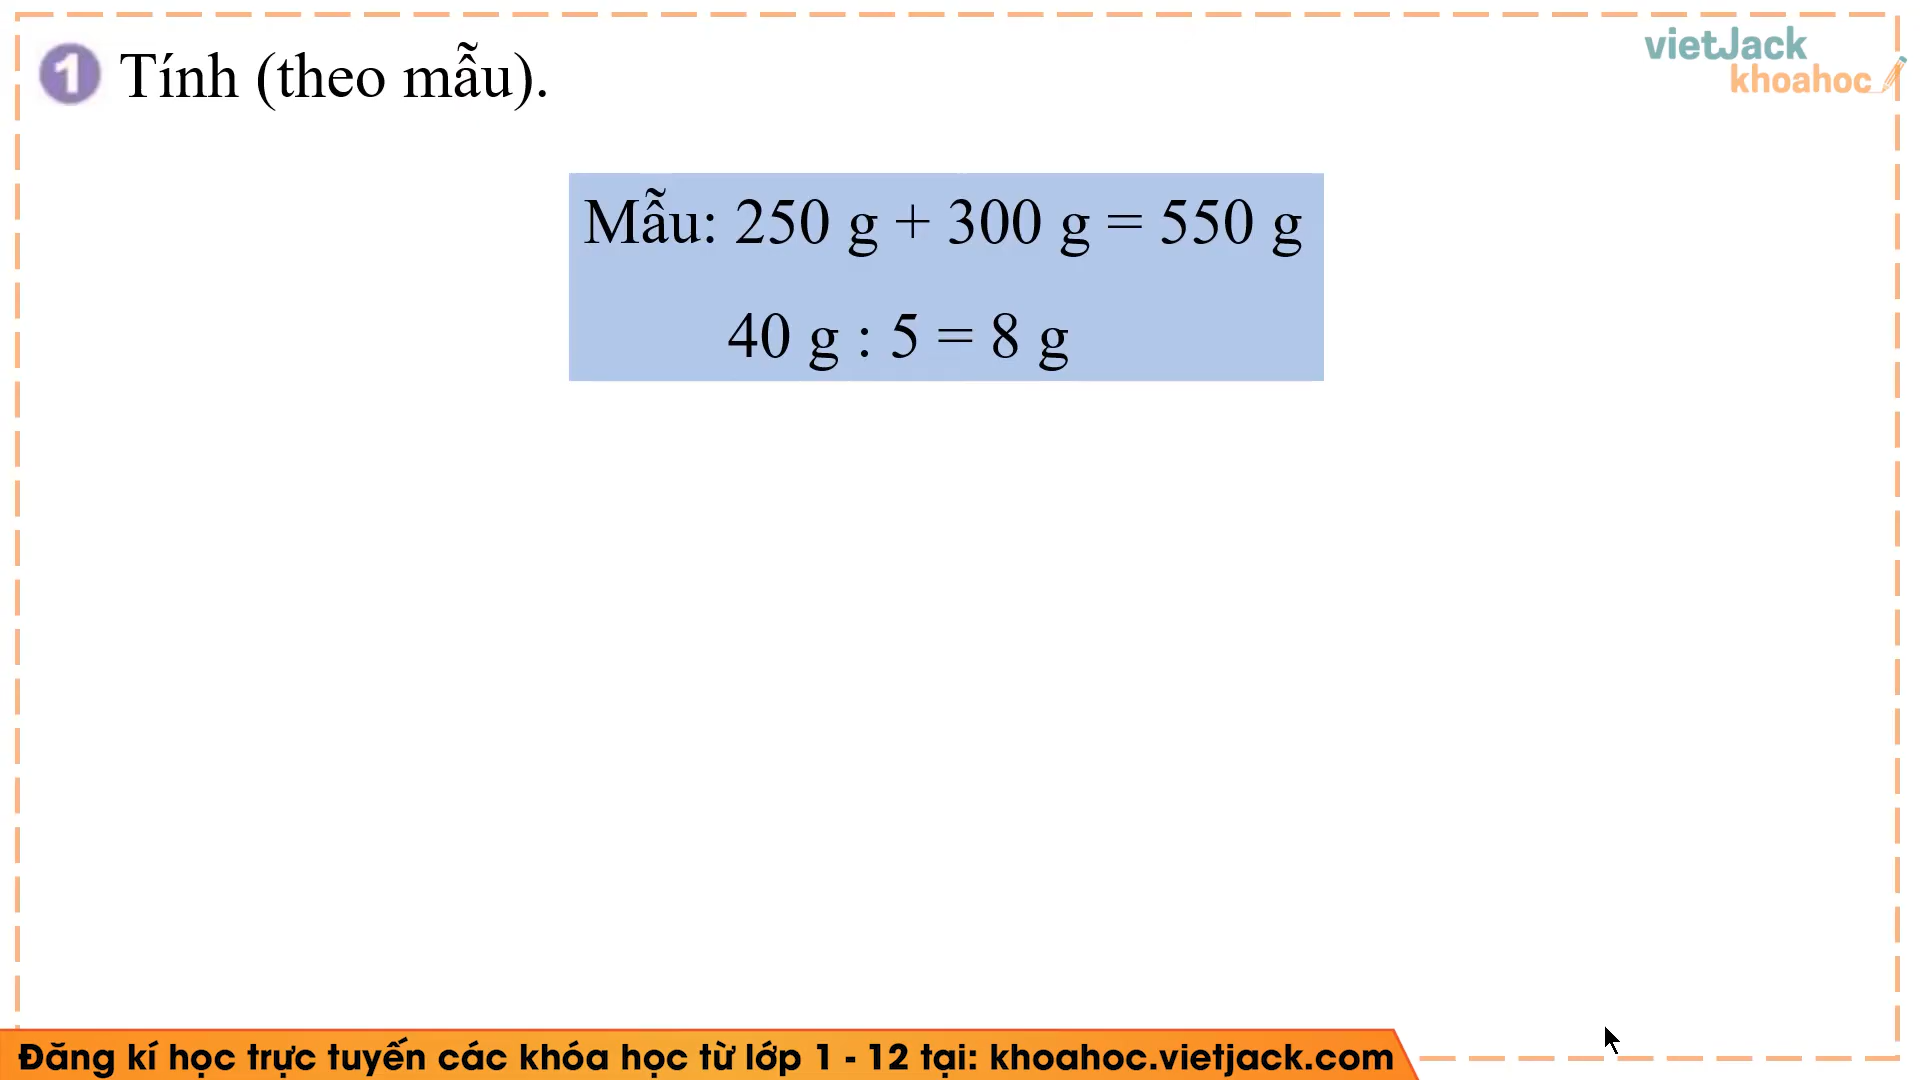 1 Tính (theo mẫu).
vietJack
khoahoc
Mẫu: 250 g + 300 g = 550 g
40 g : 5 = 8 g
Đăng kí học trực tuyến các khóa học từ lớp 1 - 12 tại: khoahoc.vietjack.com